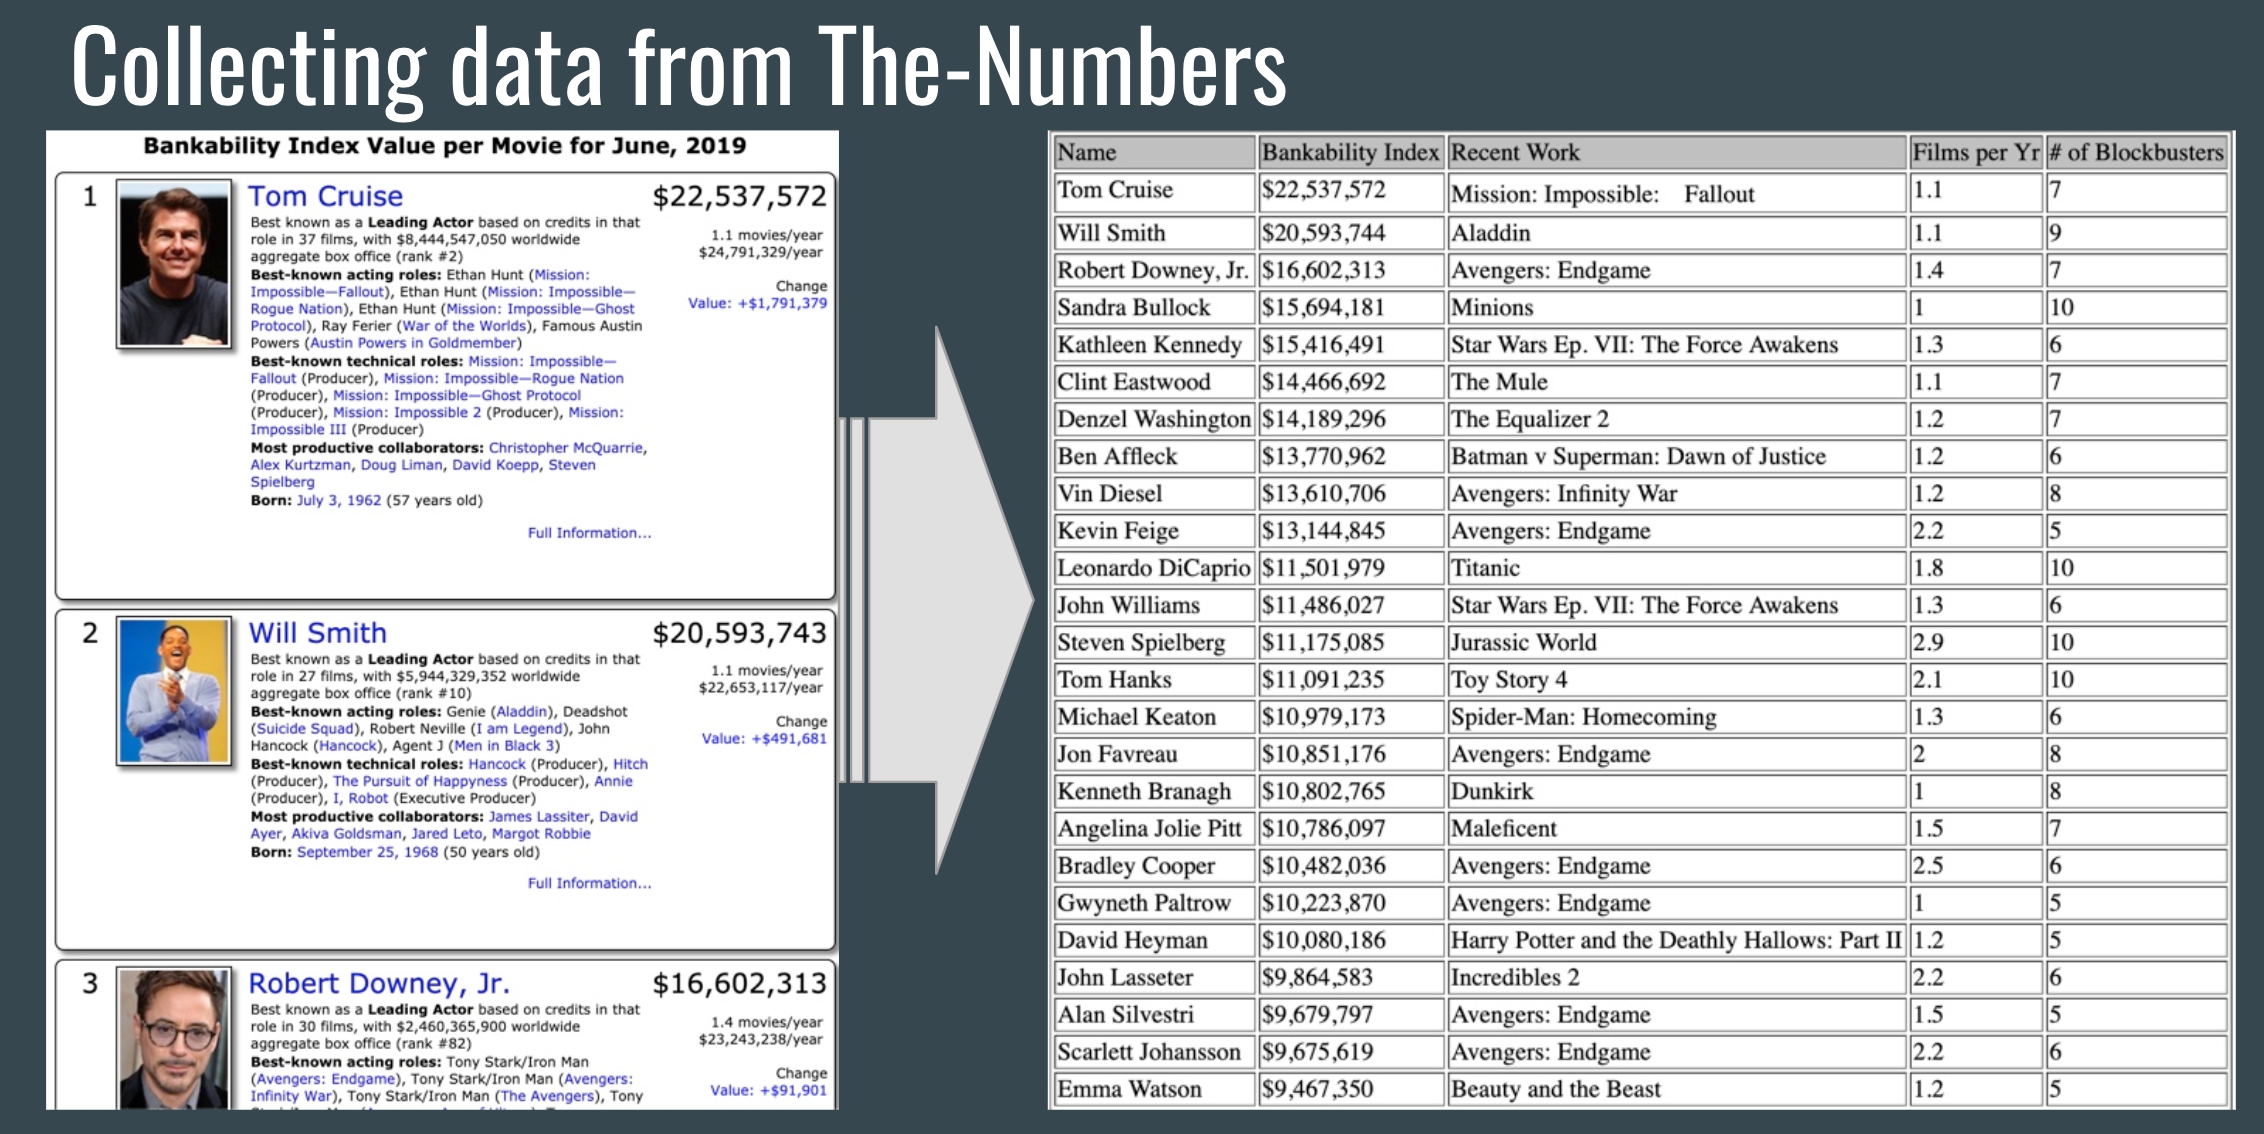 Collecting data from The-Numbers
Bankability Index Value per Movie for June, 2019
1
Tom Cruise
$22,537,572
Best known as a Leading Actor based on credits in that
role in 37 films, with $8,444,547,050 worldwide
aggregate box office (rank #2)
Best-known acting roles: Ethan Hunt (Mission:
Impossible—Fallout), Ethan Hunt (Mission: Impossible—
Rogue Nation), Ethan Hunt (Mission: Impossible—Ghost
Protocol), Ray Ferier (War of the Worlds), Famous Austin
Powers (Austin Powers in Goldmember)
Best-known technical roles: Mission: Impossible—
Fallout (Producer), Mission: Impossible—Rogue Nation
(Producer), Mission: Impossible—Ghost Protocol
(Producer), Mission: Impossible 2 (Producer), Mission:
Impossible III (Producer)
Most productive collaborators: Christopher McQuarrie,
Alex Kurtzman, Doug Liman, David Koepp, Steven
Spielberg
Born: July 3, 1962 (57 years old)
Full Information...
1.1 movies/year
$24,791,329/year
Change
Value: +$1,791,379
2
Will Smith
$20,593,743
Best known as a Leading Actor based on credits in that
role in 27 films, with $5,944,329,352 worldwide
aggregate box office (rank #10)
Best-known acting roles: Genie (Aladdin), Deadshot
(Suicide Squad), Robert Neville (I am Legend), John
Hancock (Hancock), Agent J (Men in Black 3)
Best-known technical roles: Hancock (Producer), Hitch
(Producer), The Pursuit of Happyness (Producer), Annie
(Producer), I, Robot (Executive Producer)
Most productive collaborators: James Lassiter, David
Ayer, Akiva Goldsman, Jared Leto, Margot Robbie
Born: September 25, 1968 (50 years old)
Full Information...
1.1 movies/year
$22,653,117/year
Change
Value: +$491,681
3
Robert Downey, Jr.
$16,602,313
Best known as a Leading Actor based on credits in that
role in 30 films, with $2,460,365,900 worldwide
aggregate box office (rank #82)
Best-known acting roles: Tony Stark/Iron Man
(Avengers: Endgame), Tony Stark/Iron Man (Avengers:
Infinity War), Tony Stark/Iron Man (The Avengers), Tony
1.4 movies/year
$23,243,238/year
Change
Value: +$91,901
Name Bankability Index Recent Work Films per Yr # of Blockbusters
Tom Cruise $22,537,572 Mission: Impossible: Fallout 1.1 7
Will Smith $20,593,744 Aladdin 1.1 9
Robert Downey, Jr. $16,602,313 Avengers: Endgame 1.4 7
Sandra Bullock $15,694,181 Minions 1 10
Kathleen Kennedy $15,416,491 Star Wars Ep. VII: The Force Awakens 1.3 6
Clint Eastwood $14,466,692 The Mule 1.1 7
Denzel Washington $14,189,296 The Equalizer 2 1.2 7
Ben Affleck $13,770,962 Batman v Superman: Dawn of Justice 1.2 6
Vin Diesel $13,610,706 Avengers: Infinity War 1.2 8
Kevin Feige $13,144,845 Avengers: Endgame 2.2 5
Leonardo DiCaprio $11,501,979 Titanic 1.8 10
John Williams $11,486,027 Star Wars Ep. VII: The Force Awakens 1.3 6
Steven Spielberg $11,175,085 Jurassic World 2.9 10
Tom Hanks $11,091,235 Toy Story 4 2.1 10
Michael Keaton $10,979,173 Spider-Man: Homecoming 1.3 6
Jon Favreau $10,851,176 Avengers: Endgame 2 8
Kenneth Branagh $10,802,765 Dunkirk 1 8
Angelina Jolie Pitt $10,786,097 Maleficent 1.5 7
Bradley Cooper $10,482,036 Avengers: Endgame 2.5 6
Gwyneth Paltrow $10,223,870 Avengers: Endgame 1 5
David Heyman $10,080,186 Harry Potter and the Deathly Hallows: Part II 1.2 5
John Lasseter $9,864,583 Incredibles 2 2.2 6
Alan Silvestri $9,679,797 Avengers: Endgame 1.5 5
Scarlett Johansson $9,675,619 Avengers: Endgame 2.2 6
Emma Watson $9,467,350 Beauty and the Beast 1.2 5